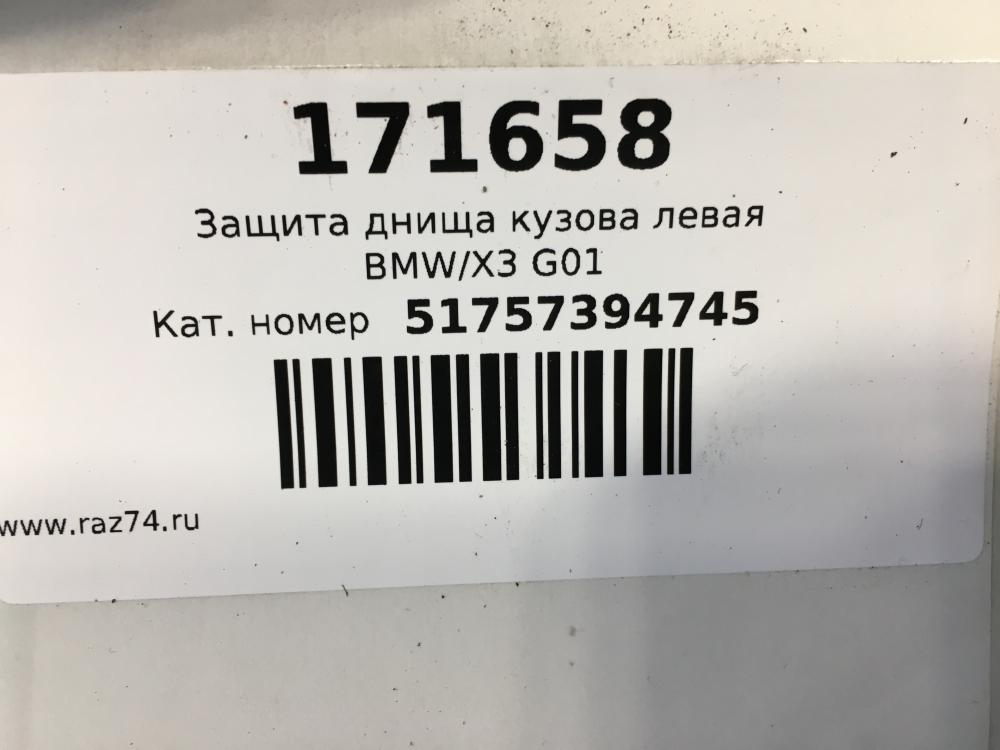 171658
Защита днища кузова левая
BMW/X3 G01
Кат. номер 51757394745
www.raz74.ru